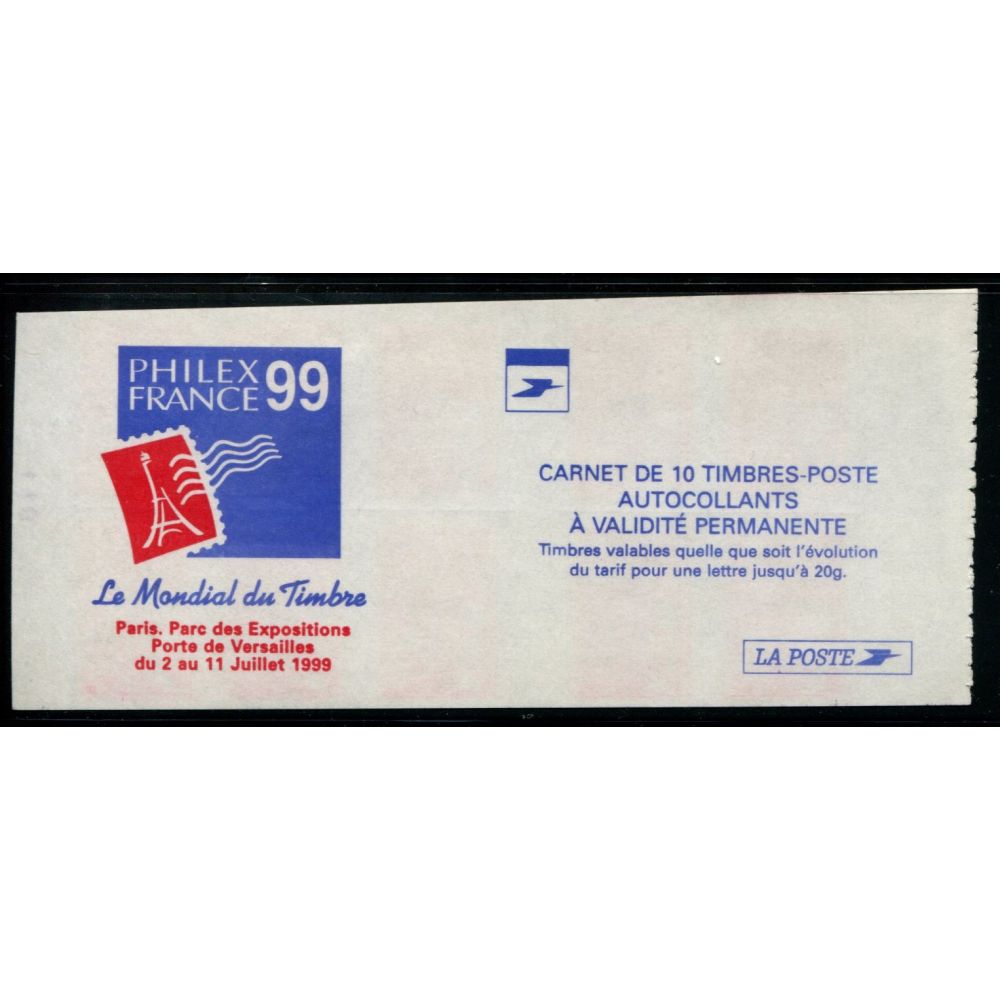 PHILEX
FRANCE 99
Le Mondial du Timbre
Paris. Parc des Expositions
Porte de Versailles
du 2 au 11 Juillet 1999
CARNET DE 10 TIMBRES-POSTE
AUTOCOLLANTS
À VALIDITÉ PERMANENTE
Timbres valables quelle que soit l'évolution
du tarif pour une lettre jusqu'à 20g.
LA POSTE